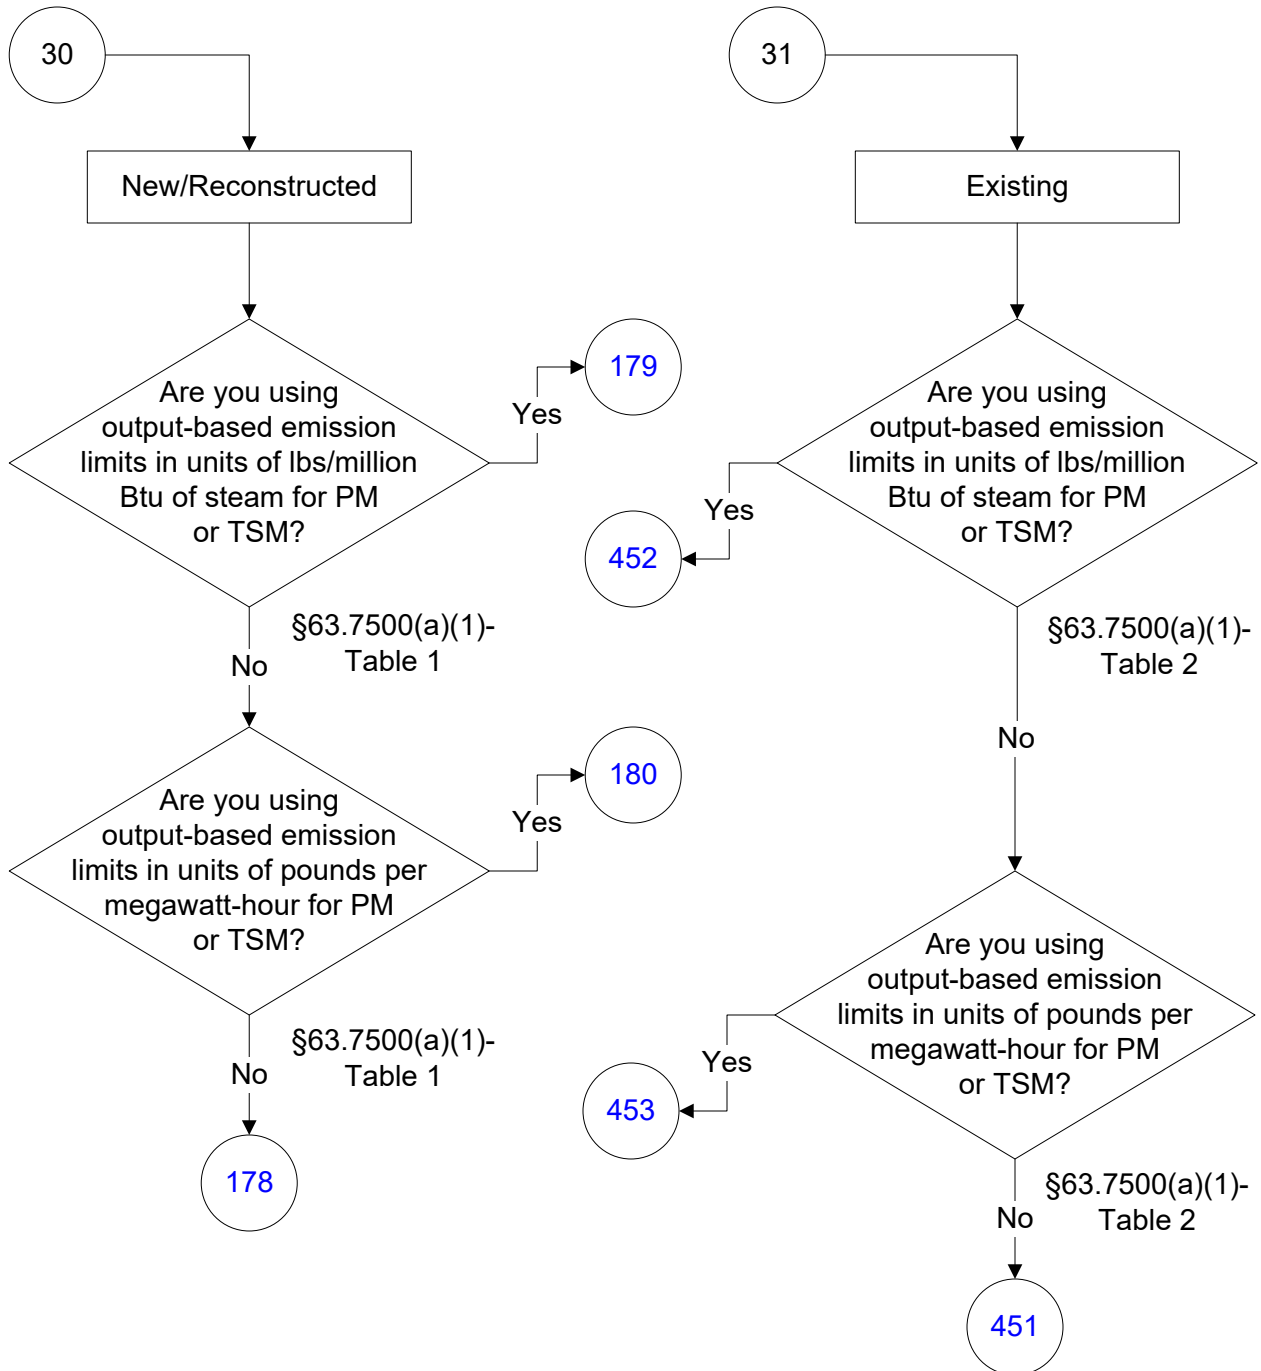 30
New/Reconstructed
Are you using
output-based emission
limits in units of lbs/million
Btu of steam for PM
or TSM?
Yes
179
§63.7500(a)(1)-
Table 1
No
Are you using
output-based emission
limits in units of pounds per
megawatt-hour for PM
or TSM?
Yes
180
§63.7500(a)(1)-
Table 1
No
178
31
Existing
Are you using
output-based emission
limits in units of lbs/million
Btu of steam for PM
or TSM?
Yes
452
§63.7500(a)(1)-
Table 2
No
Are you using
output-based emission
limits in units of pounds per
megawatt-hour for PM
or TSM?
Yes
453
§63.7500(a)(1)-
Table 2
No
451